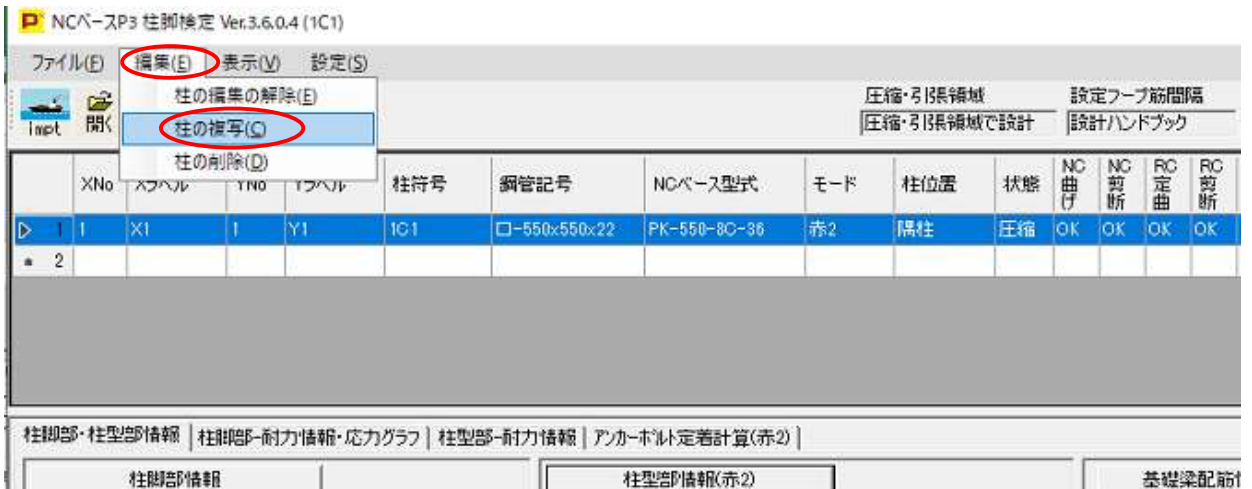 NCベースP3 柱脚検定 Ver.3.6.0.4 (1C1)
ファイル(F) 編集(E) 表示(V) 設定(S)
柱の編集の解除(E)
impt 開く 柱の複写(C)
柱の削除(D)
圧縮・引張領域 設定フープ筋間隔
圧縮・引張領域で設計 設計ハンドブック
XNo Xラベル YNo Yラベル 柱符号 鋼管記号 NCベース型式 モード 柱位置 状態 NC曲げ NC剪断 RC定曲 RC剪断
1 1 X1 1 Y1 1C1 ロ-550x550x22 PK-550-8C-36 赤2 隅柱 圧縮 OK OK OK OK
2
柱脚部・柱型部情報 柱脚部-耐力情報・応力グラフ 柱型部-耐力情報 アンカーボルト定着計算(赤2)
柱脚部情報 柱型部情報(赤2) 基礎梁配筋